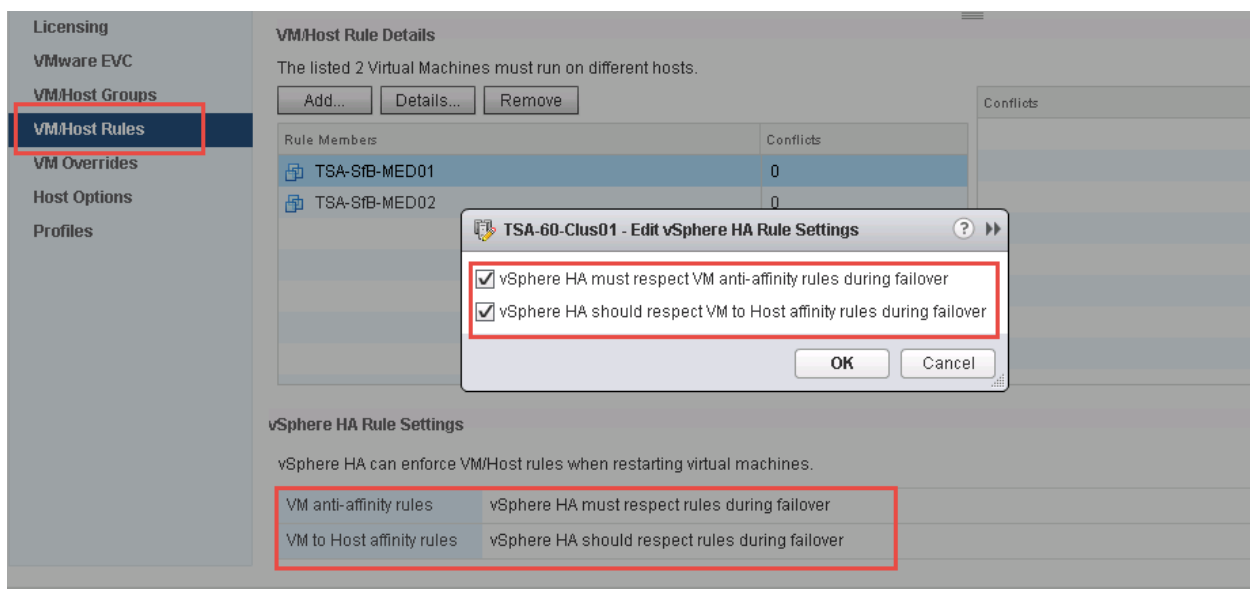 Licensing
VMware EVC
VM/Host Groups
VM/Host Rules
VM Overrides
Host Options
Profiles
VM/Host Rule Details
The listed 2 Virtual Machines must run on different hosts.
Add... Details... Remove
Rule Members Conflicts
TSA-SfB-MED01 0
TSA-SfB-MED02 0
Conflicts
TSA-60-Clus01 - Edit vSphere HA Rule Settings ?
vSphere HA must respect VM anti-affinity rules during failover
vSphere HA should respect VM to Host affinity rules during failover
OK Cancel
vSphere HA Rule Settings
vSphere HA can enforce VM/Host rules when restarting virtual machines.
VM anti-affinity rules vSphere HA must respect rules during failover
VM to Host affinity rules vSphere HA should respect rules during failover